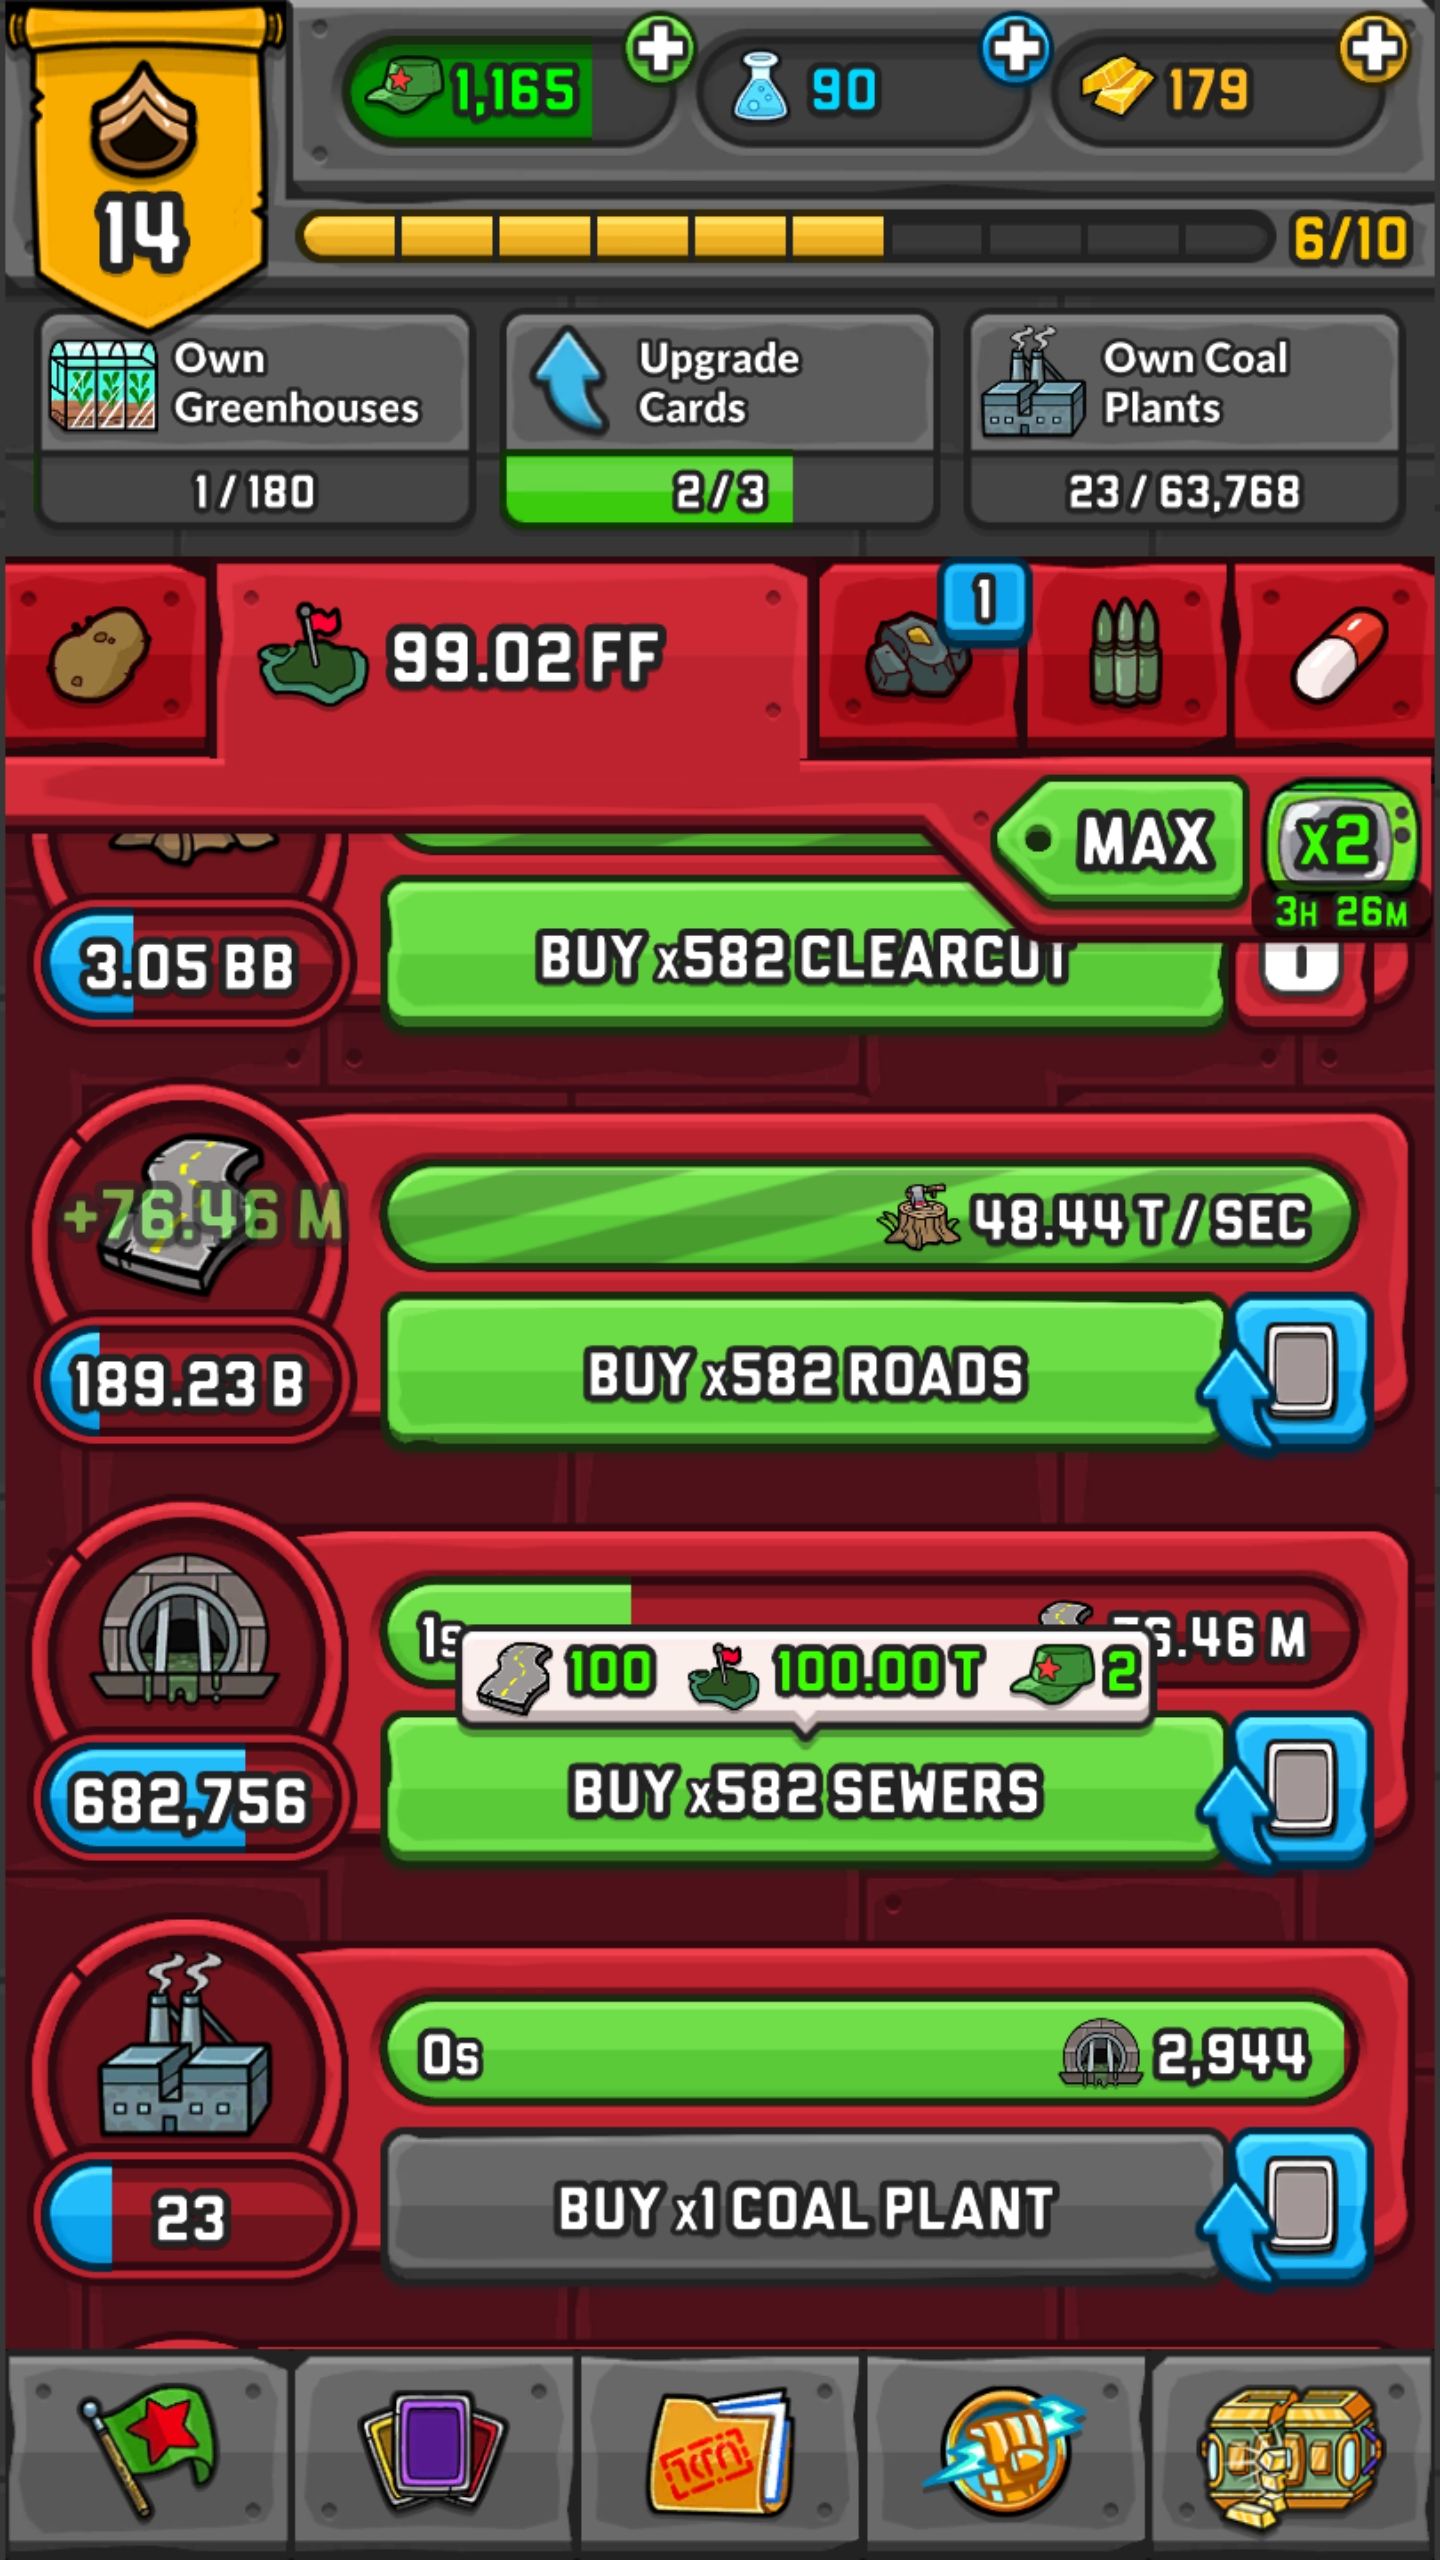 14
1,165
90
179
6/10
Own
Greenhouses
1/180
Upgrade
Cards
2/3
Own Coal
Plants
23/63,768
99.02 FF
1
MAX
x2
3H 26M
3.05 BB
BUY x582 CLEARCUT
+76.46 M
48.44 T / SEC
189.23 B
BUY x582 ROADS
1s
6.46 M
100
100.00 T
2
682,756
BUY x582 SEWERS
0s
2,944
23
BUY x1 COAL PLANT